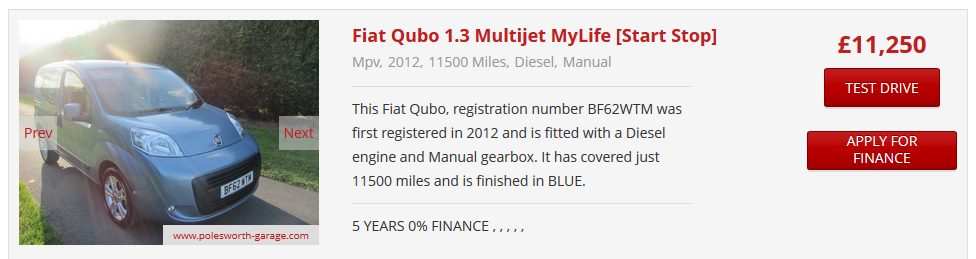 Fiat Qubo 1.3 Multijet MyLife [Start Stop]
Mpv, 2012, 11500 Miles, Diesel, Manual
£11,250
TEST DRIVE
APPLY FOR
FINANCE
This Fiat Qubo, registration number BF62WTM was
first registered in 2012 and is fitted with a Diesel
engine and Manual gearbox. It has covered just
11500 miles and is finished in BLUE.
5 YEARS 0% FINANCE , , , , ,
Prev
Next
BF62 WTM
www.polesworth-garage.com